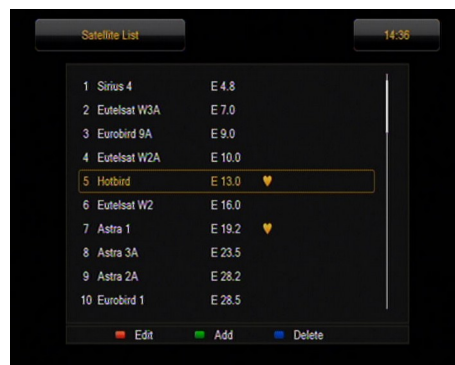 Satellite List 14:36
1 Sirius 4 E 4.8
2 Eutelsat W3A E 7.0
3 Eurobird 9A E 9.0
4 Eutelsat W2A E 10.0
5 Hotbird E 13.0
6 Eutelsat W2 E 16.0
7 Astra 1 E 19.2
8 Astra 3A E 23.5
9 Astra 2A E 28.2
10 Eurobird 1 E 28.5
Edit Add Delete